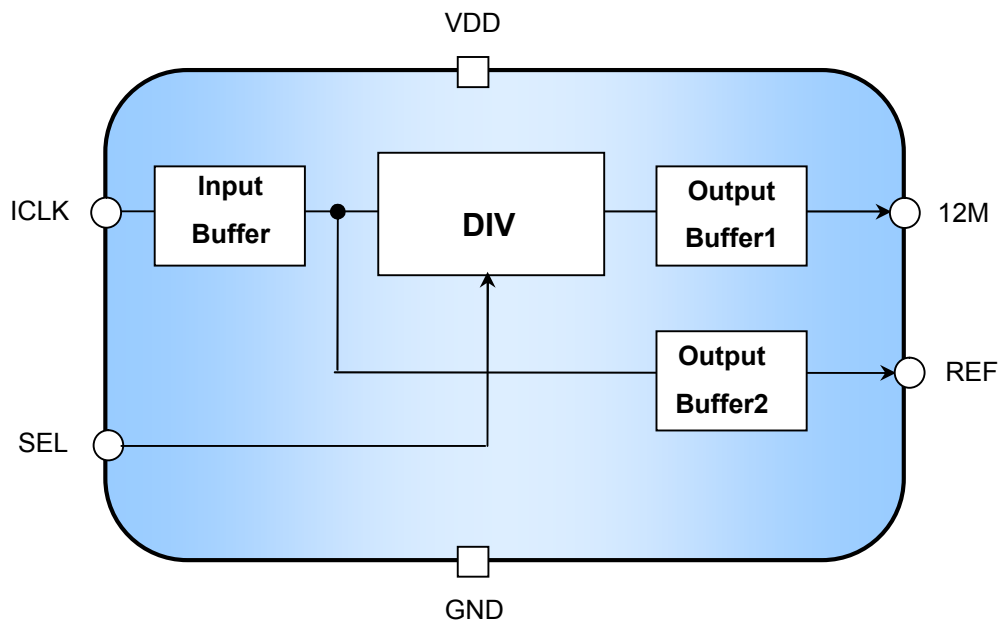 VDD
ICLK
Input
Buffer
DIV
Output
Buffer1
12M
Output
Buffer2
REF
SEL
GND